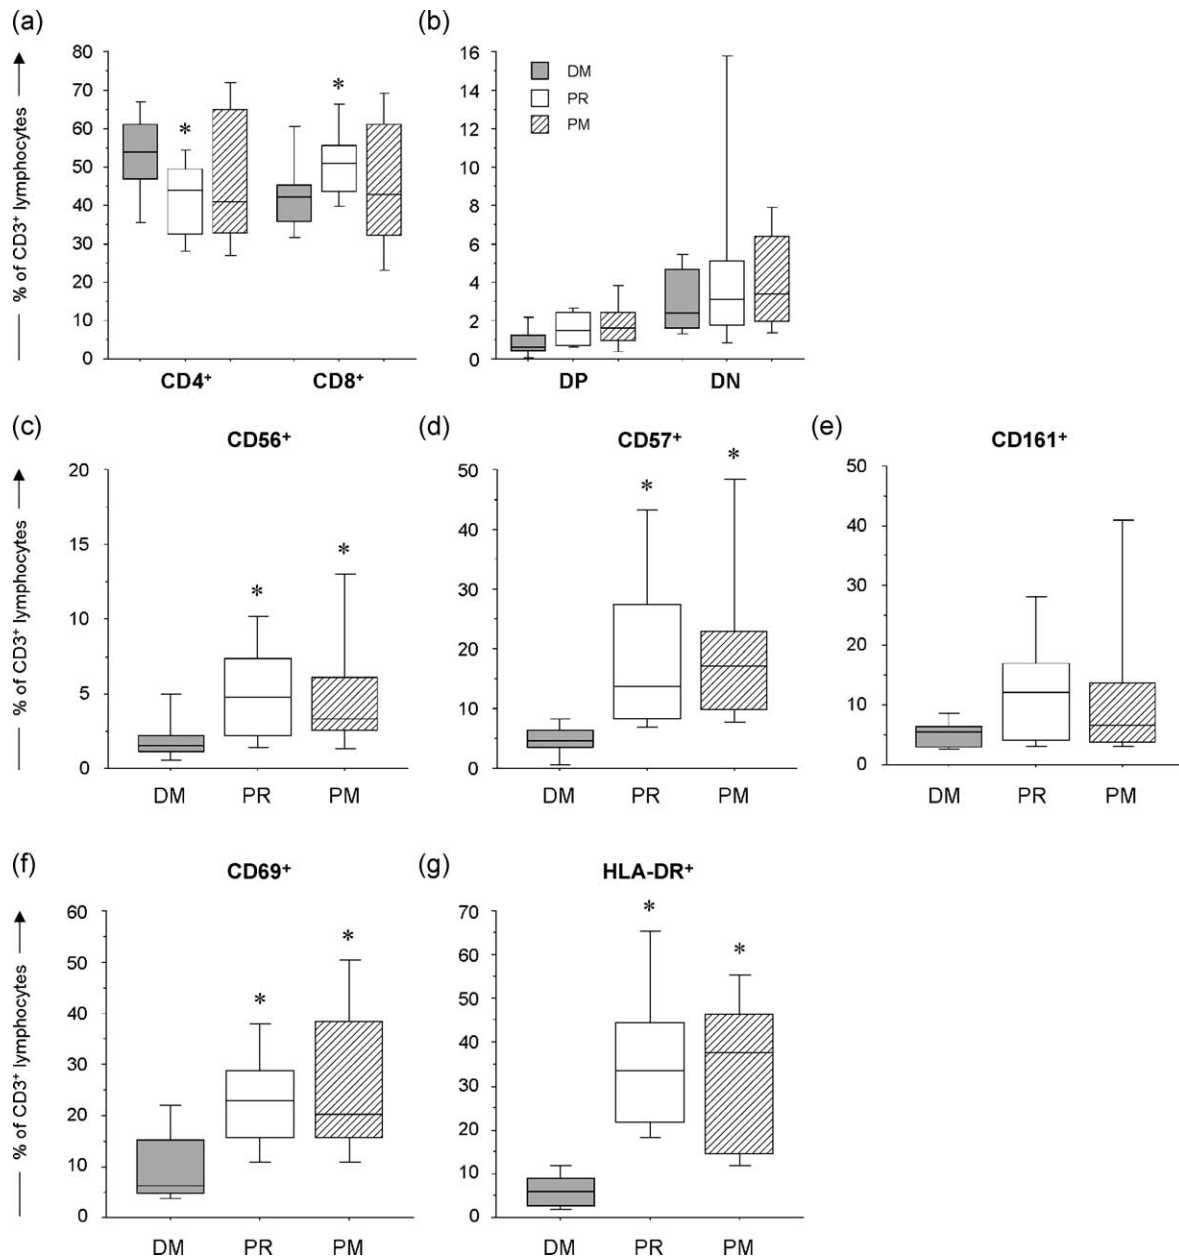 (a)
(b)
% of CD3⁺ lymphocytes
80
70
60
50
40
30
20
10
0
*
*
CD4⁺ CD8⁺
16
14
12
10
8
6
4
2
0
DM
PR
PM
DP DN
(c)
CD56⁺
(d)
CD57⁺
(e)
CD161⁺
% of CD3⁺ lymphocytes
20
15
10
5
0
*
*
DM PR PM
50
40
30
20
10
0
*
*
DM PR PM
50
40
30
20
10
0
DM PR PM
(f)
CD69⁺
(g)
HLA-DR⁺
% of CD3⁺ lymphocytes
60
50
40
30
20
10
0
*
*
DM PR PM
70
60
50
40
30
20
10
0
*
*
DM PR PM